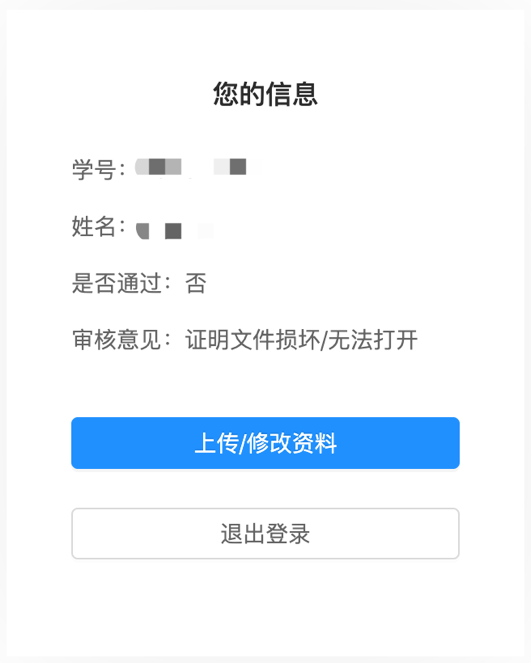 您的信息
学号：
姓名：
是否通过：否
审核意见：证明文件损坏/无法打开
上传/修改资料
退出登录